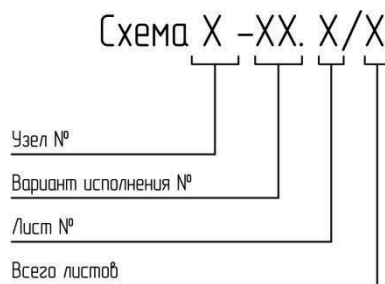 Схема X -XX. X/X
Узел №
Вариант исполнения №
Лист №
Всего листов